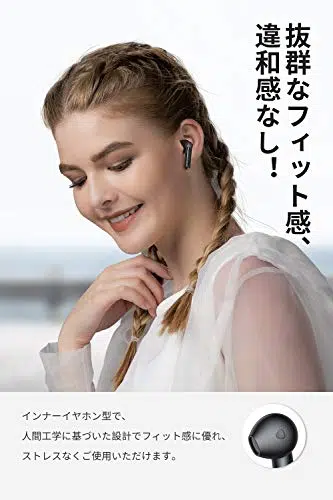 抜群なフィット感、
違和感なし！
インナーイヤホン型で、
人間工学に基づいた設計でフィット感に優れ、
ストレスなくご使用いただけます。